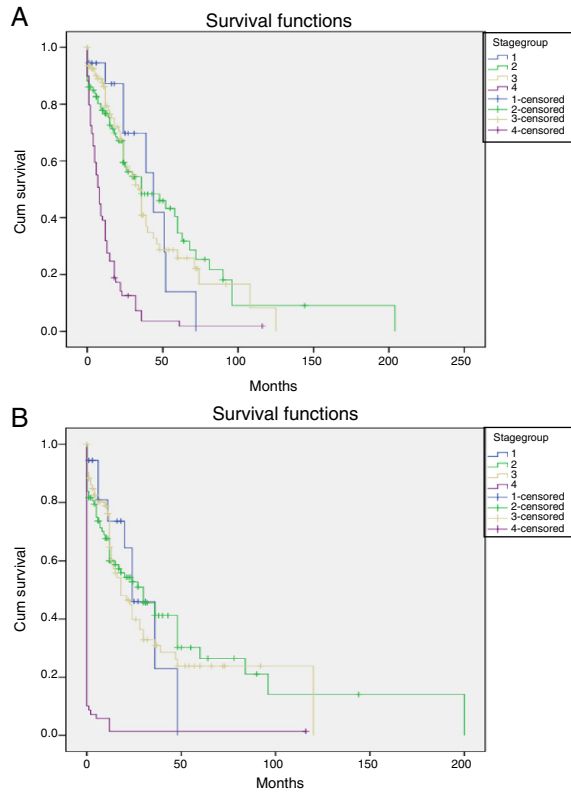 A
Survival functions
Stagegroup
1
2
3
4
1-censored
2-censored
3-censored
4-censored
1.0
0.8
0.6
0.4
0.2
0.0
Cum survival
0 50 100 150 200 250
Months
B
Survival functions
Stagegroup
1
2
3
4
1-censored
2-censored
3-censored
4-censored
1.0
0.8
0.6
0.4
0.2
0.0
Cum survival
0 50 100 150 200
Months